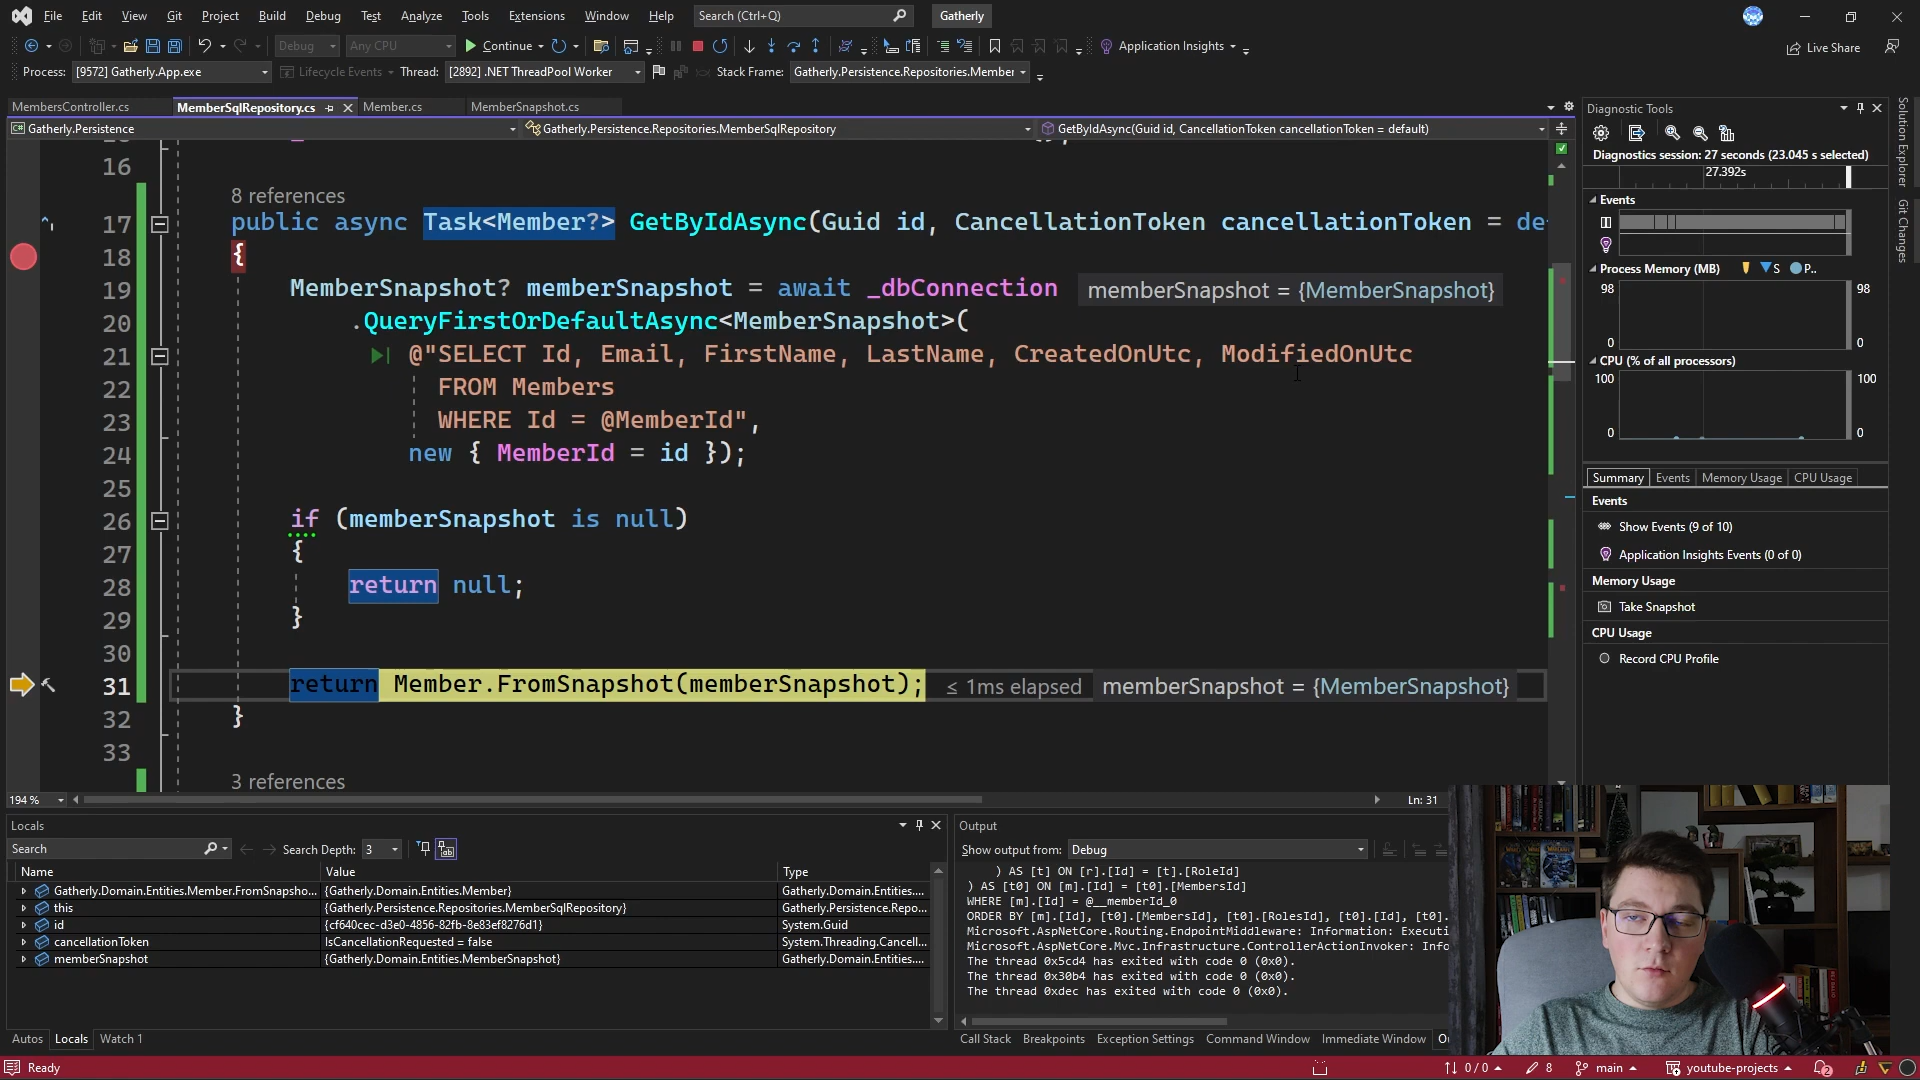 File Edit View Git Project Build Debug Test Analyze Tools Extensions Window Help Search (Ctrl+Q) Gatherly
Debug Any CPU Continue Application Insights Live Share
Process: [9572] Gatherly.App.exe Lifecycle Events Thread: [2892] .NET ThreadPool Worker Stack Frame: Gatherly.Persistence.Repositories.Member
MembersController.cs MemberSqlRepository.cs Member.cs MemberSnapshot.cs
Gatherly.Persistence Gatherly.Persistence.Repositories.MemberSqlRepository GetByIdAsync(Guid id, CancellationToken cancellationToken = default)
16
8 references
17 public async Task<Member?> GetByIdAsync(Guid id, CancellationToken cancellationToken = de
18 {
19 MemberSnapshot? memberSnapshot = await _dbConnection memberSnapshot = {MemberSnapshot}
20 .QueryFirstOrDefaultAsync<MemberSnapshot>(
21 @"SELECT Id, Email, FirstName, LastName, CreatedOnUtc, ModifiedOnUtc
22 FROM Members
23 WHERE Id = @MemberId",
24 new { MemberId = id });
25
26 if (memberSnapshot is null)
27 {
28 return null;
29 }
30
31 return Member.FromSnapshot(memberSnapshot); ≤ 1ms elapsed memberSnapshot = {MemberSnapshot}
32 }
33
3 references
194 % Ln: 31
Diagnostic Tools
Diagnostics session: 27 seconds (23.045 s selected)
27.392s
Events
Process Memory (MB) S P..
98 98
0 0
CPU (% of all processors)
100 100
0 0
Summary Events Memory Usage CPU Usage
Events
Show Events (9 of 10)
Application Insights Events (0 of 0)
Memory Usage
Take Snapshot
CPU Usage
Record CPU Profile
Solution Explorer
Git Changes
Locals
Search Search Depth: 3
Name Value Type
Gatherly.Domain.Entities.Member.FromSnapsho... {Gatherly.Domain.Entities.Member} Gatherly.Domain.Entities....
this {Gatherly.Persistence.Repositories.MemberSqlRepository} Gatherly.Persistence.Repo...
id {cf640cec-d3e0-4856-82fb-8e83ef8276d1} System.Guid
cancellationToken IsCancellationRequested = false System.Threading.Cancell...
memberSnapshot {Gatherly.Domain.Entities.MemberSnapshot} Gatherly.Domain.Entities....
Autos Locals Watch 1
Output
Show output from: Debug
) AS [t] ON [r].[Id] = [t].[RoleId]
) AS [t0] ON [m].[Id] = [t0].[MembersId]
WHERE [m].[Id] = @__memberId_0
ORDER BY [m].[Id], [t0].[MembersId], [t0].[RolesId], [t0].[Id], [t0].
Microsoft.AspNetCore.Routing.EndpointMiddleware: Information: Executi
Microsoft.AspNetCore.Mvc.Infrastructure.ControllerActionInvoker: Info
The thread 0x5cd4 has exited with code 0 (0x0).
The thread 0x30b4 has exited with code 0 (0x0).
The thread 0xdec has exited with code 0 (0x0).
Call Stack Breakpoints Exception Settings Command Window Immediate Window
Ready 0 / 0 8 main youtube-projects 2